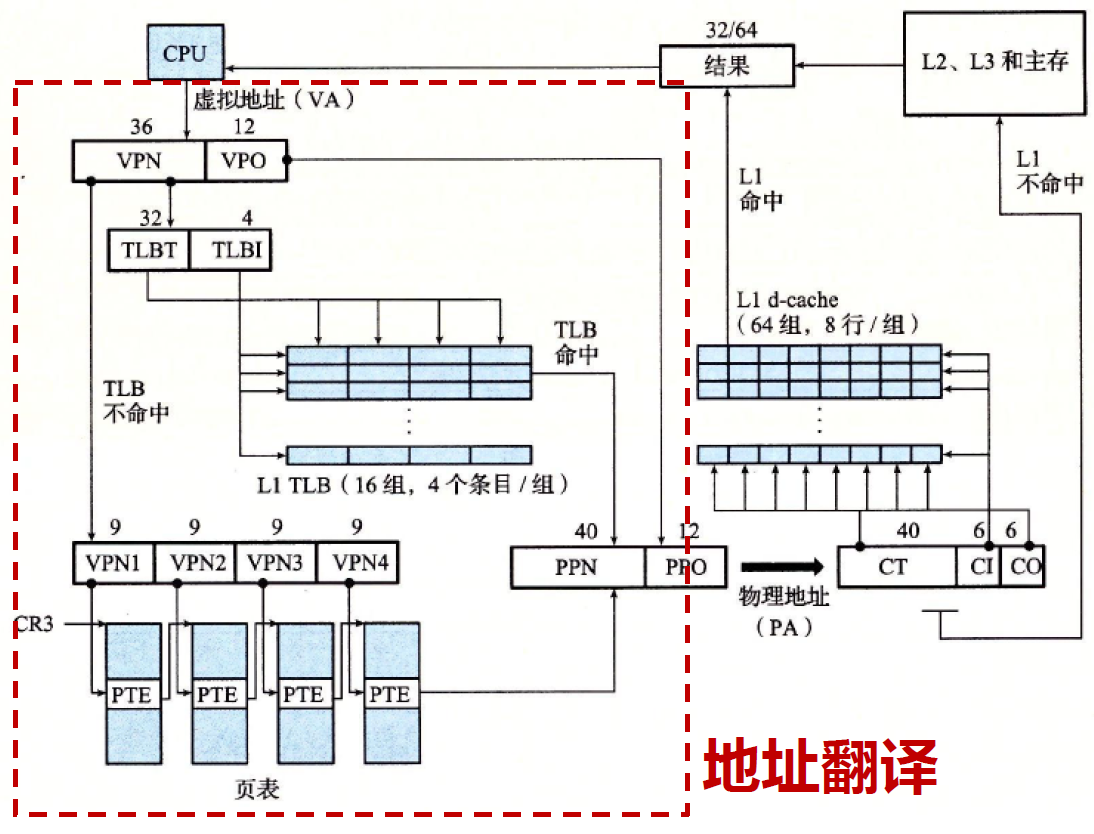 CPU
32/64
结果
L2、L3 和主存
虚拟地址（VA）
36
12
VPN
VPO
L1
命中
L1
不命中
32
4
TLBT
TLBI
TLB
命中
L1 d-cache
（64 组，8 行/组）
TLB
不命中
⋮
⋮
L1 TLB（16 组，4 个条目/组）
9
9
9
9
VPN1
VPN2
VPN3
VPN4
40
12
PPN
PPO
物理地址
（PA）
40
6
6
CT
CI
CO
CR3
PTE
PTE
PTE
PTE
页表
地址翻译